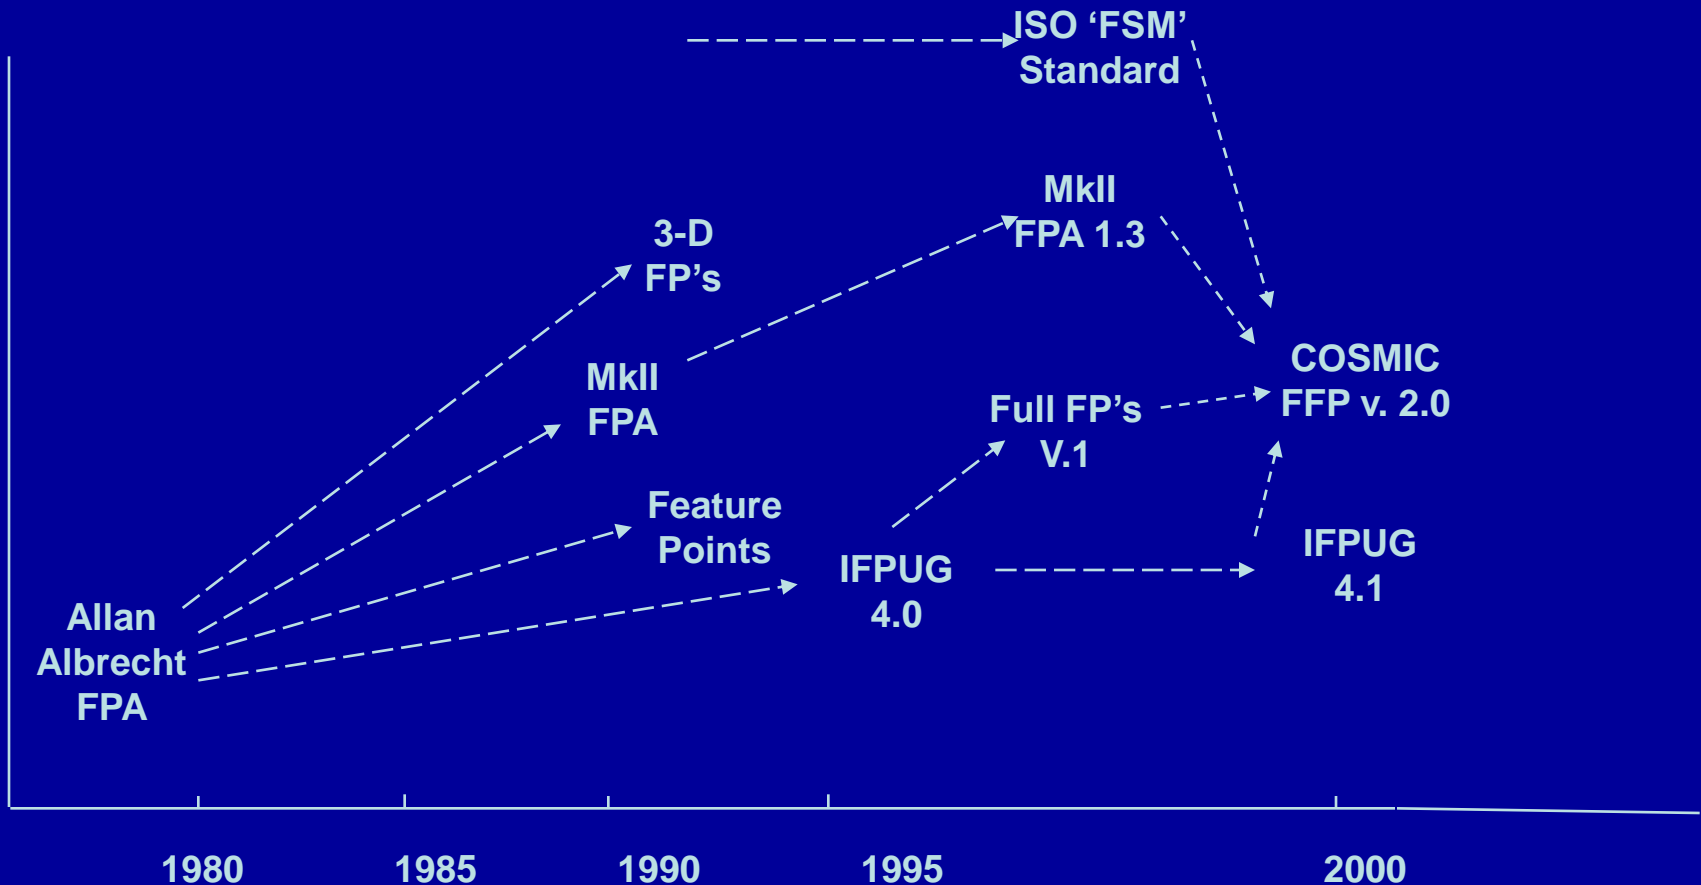 ISO ‘FSM’
Standard
MkII
FPA 1.3
3-D
FP’s
MkII
FPA
COSMIC
FFP v. 2.0
Full FP’s
V.1
Feature
Points
IFPUG
4.0
IFPUG
4.1
Allan
Albrecht
FPA
1980 1985 1990 1995 2000